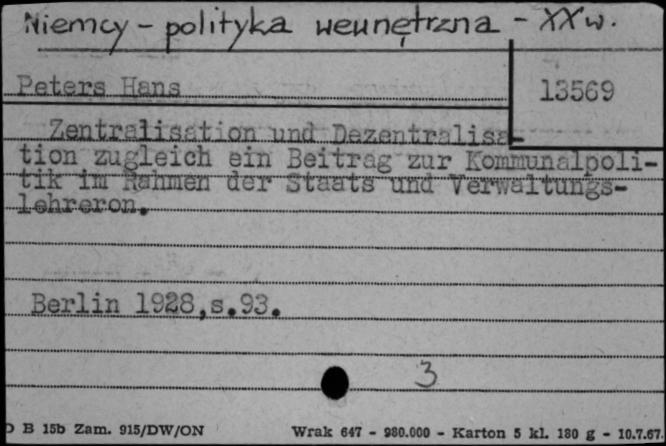 Niemcy - polityka wewnętrzna - XX w.
Peters Hans
13569
Zentralisation und Dezentralisa-
tion zugleich ein Beitrag zur Kommunalpoli-
tik im Rahmen der Staats und Verwaltungs-
lehreron.
Berlin 1928,s.93.
3
D B 15b Zam. 915/DW/ON Wrak 647 - 980.000 - Karton 5 kl. 180 g - 10.7.67.